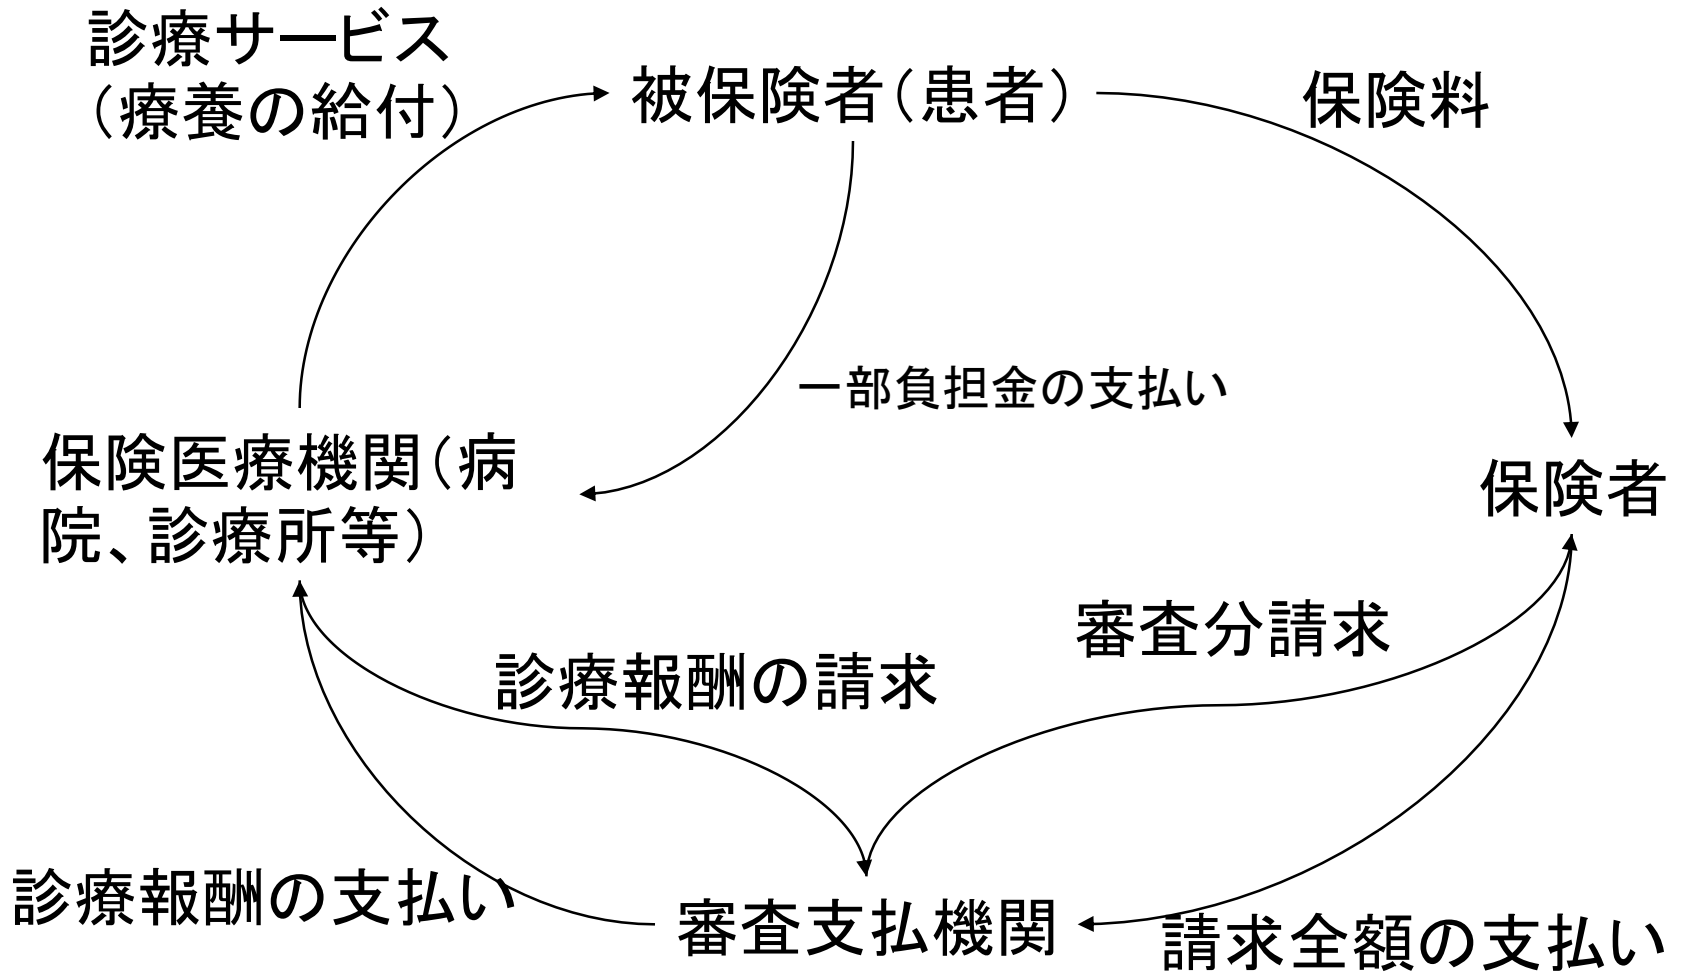 診療サービス
（療養の給付）
被保険者（患者）
保険料
一部負担金の支払い
保険医療機関（病
院、診療所等）
保険者
審査分請求
診療報酬の請求
診療報酬の支払い
審査支払機関
請求全額の支払い